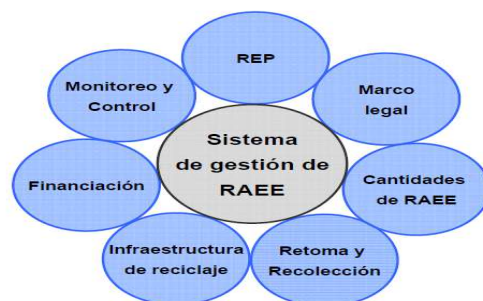 REP
Marco
legal
Cantidades
de RAEE
Retoma y
Recolección
Infraestructura
de reciclaje
Financiación
Monitoreo y
Control
Sistema
de gestión de
RAEE